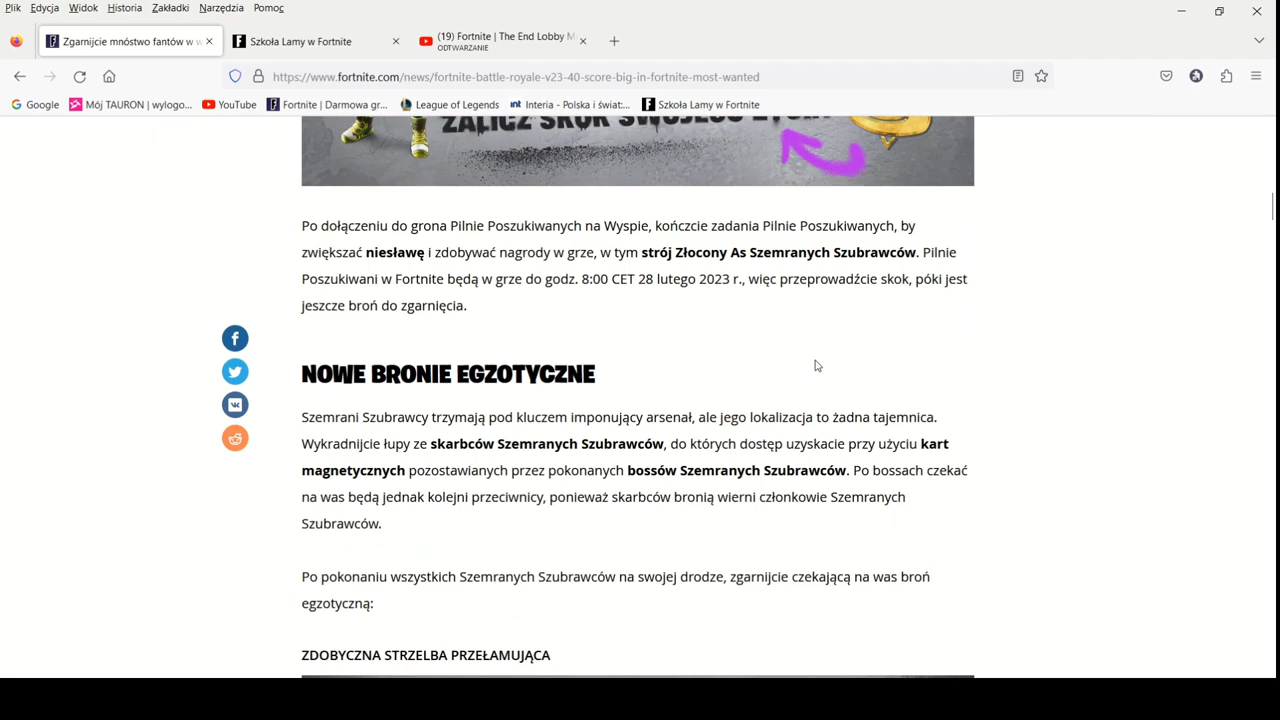 Plik Edycja Widok Historia Zakładki Narzędzia Pomoc
Zgarnijcie mnóstwo fantów w w
Szkoła Lamy w Fortnite
(19) Fortnite | The End Lobby M
ODTWARZANIE
https://www.fortnite.com/news/fortnite-battle-royale-v23-40-score-big-in-fortnite-most-wanted
Google Mój TAURON | wylogo... YouTube Fortnite | Darmowa gr... League of Legends Interia - Polska i świat:... Szkoła Lamy w Fortnite
ZALICZ SKOK SWOJEGO
Po dołączeniu do grona Pilnie Poszukiwanych na Wyspie, kończcie zadania Pilnie Poszukiwanych, by
zwiększać niesławę i zdobywać nagrody w grze, w tym strój Złocony As Szemranych Szubrawców. Pilnie
Poszukiwani w Fortnite będą w grze do godz. 8:00 CET 28 lutego 2023 r., więc przeprowadźcie skok, póki jest
jeszcze broń do zgarnięcia.
NOWE BRONIE EGZOTYCZNE
Szemrani Szubrawcy trzymają pod kluczem imponujący arsenał, ale jego lokalizacja to żadna tajemnica.
Wykradnijcie łupy ze skarbców Szemranych Szubrawców, do których dostęp uzyskacie przy użyciu kart
magnetycznych pozostawianych przez pokonanych bossów Szemranych Szubrawców. Po bossach czekać
na was będą jednak kolejni przeciwnicy, ponieważ skarbców bronią wierni członkowie Szemranych
Szubrawców.
Po pokonaniu wszystkich Szemranych Szubrawców na swojej drodze, zgarnijcie czekającą na was broń
egzotyczną:
ZDOBYCZNA STRZELBA PRZEŁAMUJĄCA